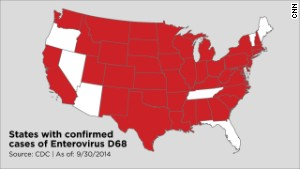 CNN
States with confirmed
cases of Enterovirus D68
Source: CDC | As of: 9/30/2014